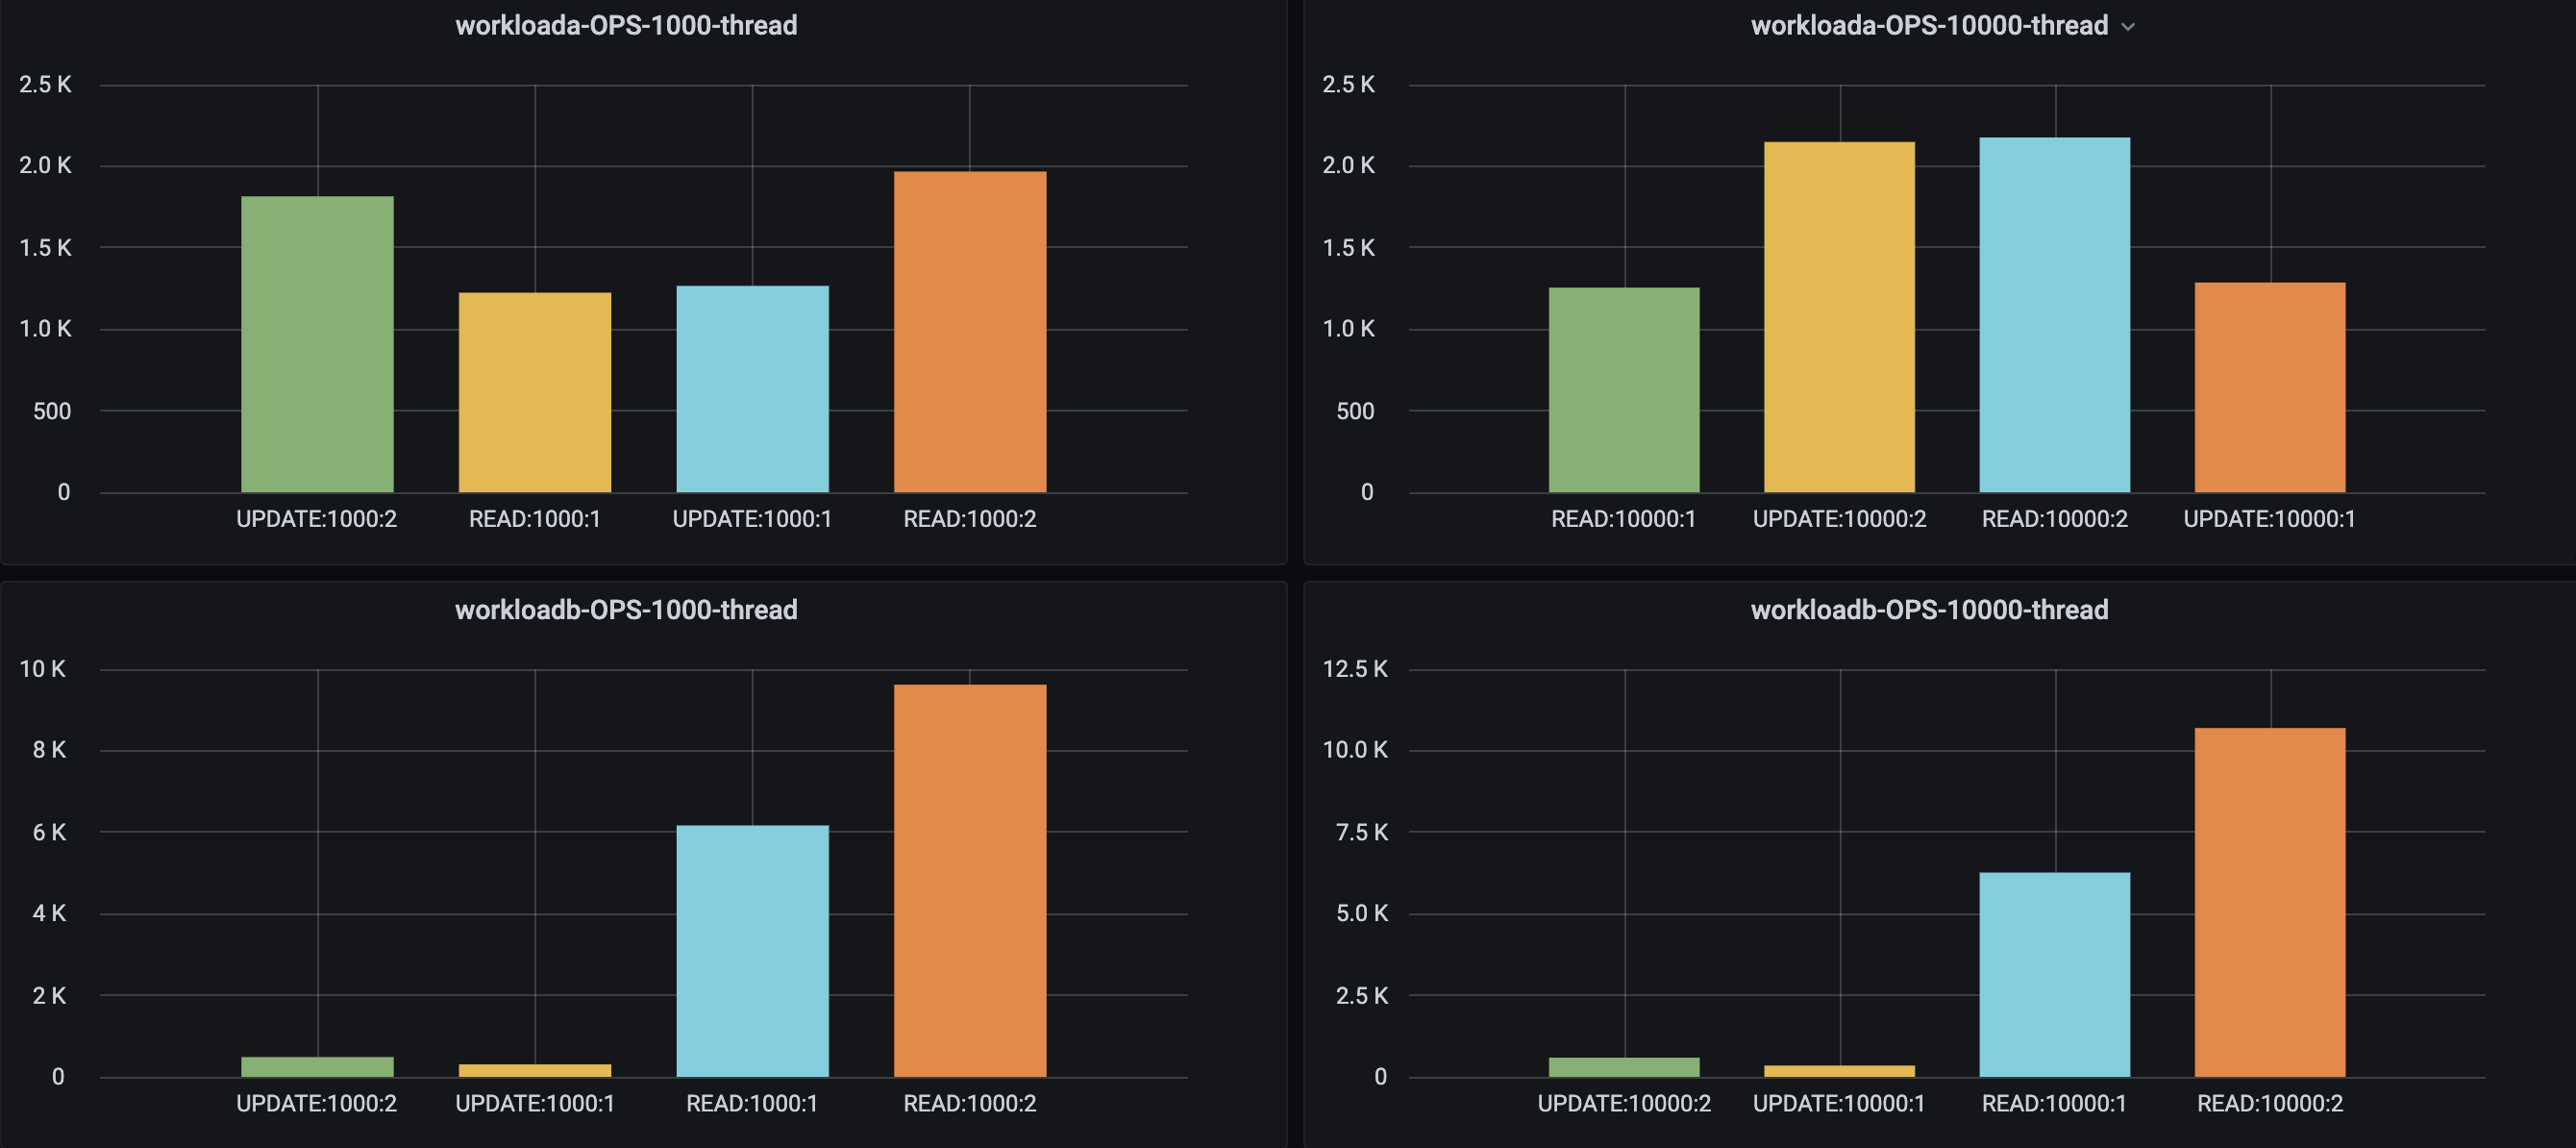 workloada-OPS-1000-thread
2.5 K
2.0 K
1.5 K
1.0 K
500
0
UPDATE:1000:2 READ:1000:1 UPDATE:1000:1 READ:1000:2
workloada-OPS-10000-thread
2.5 K
2.0 K
1.5 K
1.0 K
500
0
READ:10000:1 UPDATE:10000:2 READ:10000:2 UPDATE:10000:1
workloadb-OPS-1000-thread
10 K
8 K
6 K
4 K
2 K
0
UPDATE:1000:2 UPDATE:1000:1 READ:1000:1 READ:1000:2
workloadb-OPS-10000-thread
12.5 K
10.0 K
7.5 K
5.0 K
2.5 K
0
UPDATE:10000:2 UPDATE:10000:1 READ:10000:1 READ:10000:2